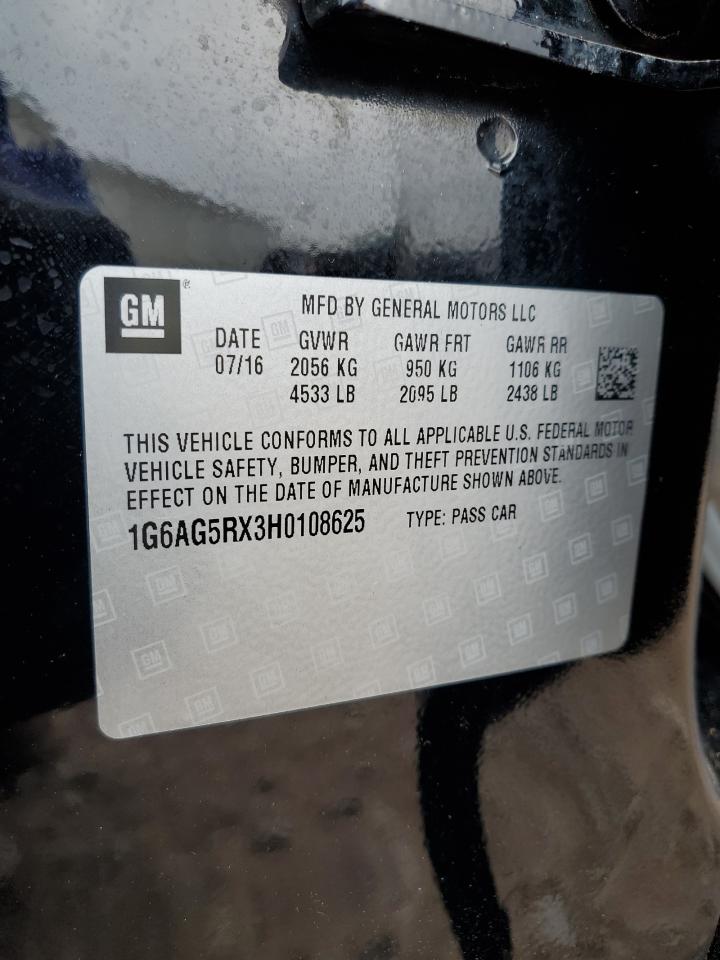 GM®
MFD BY GENERAL MOTORS LLC
DATE GVWR GAWR FRT GAWR RR
07/16 2056 KG 950 KG 1106 KG
4533 LB 2095 LB 2438 LB
THIS VEHICLE CONFORMS TO ALL APPLICABLE U.S. FEDERAL MOTOR
VEHICLE SAFETY, BUMPER, AND THEFT PREVENTION STANDARDS IN
EFFECT ON THE DATE OF MANUFACTURE SHOWN ABOVE.
1G6AG5RX3H0108625 TYPE: PASS CAR